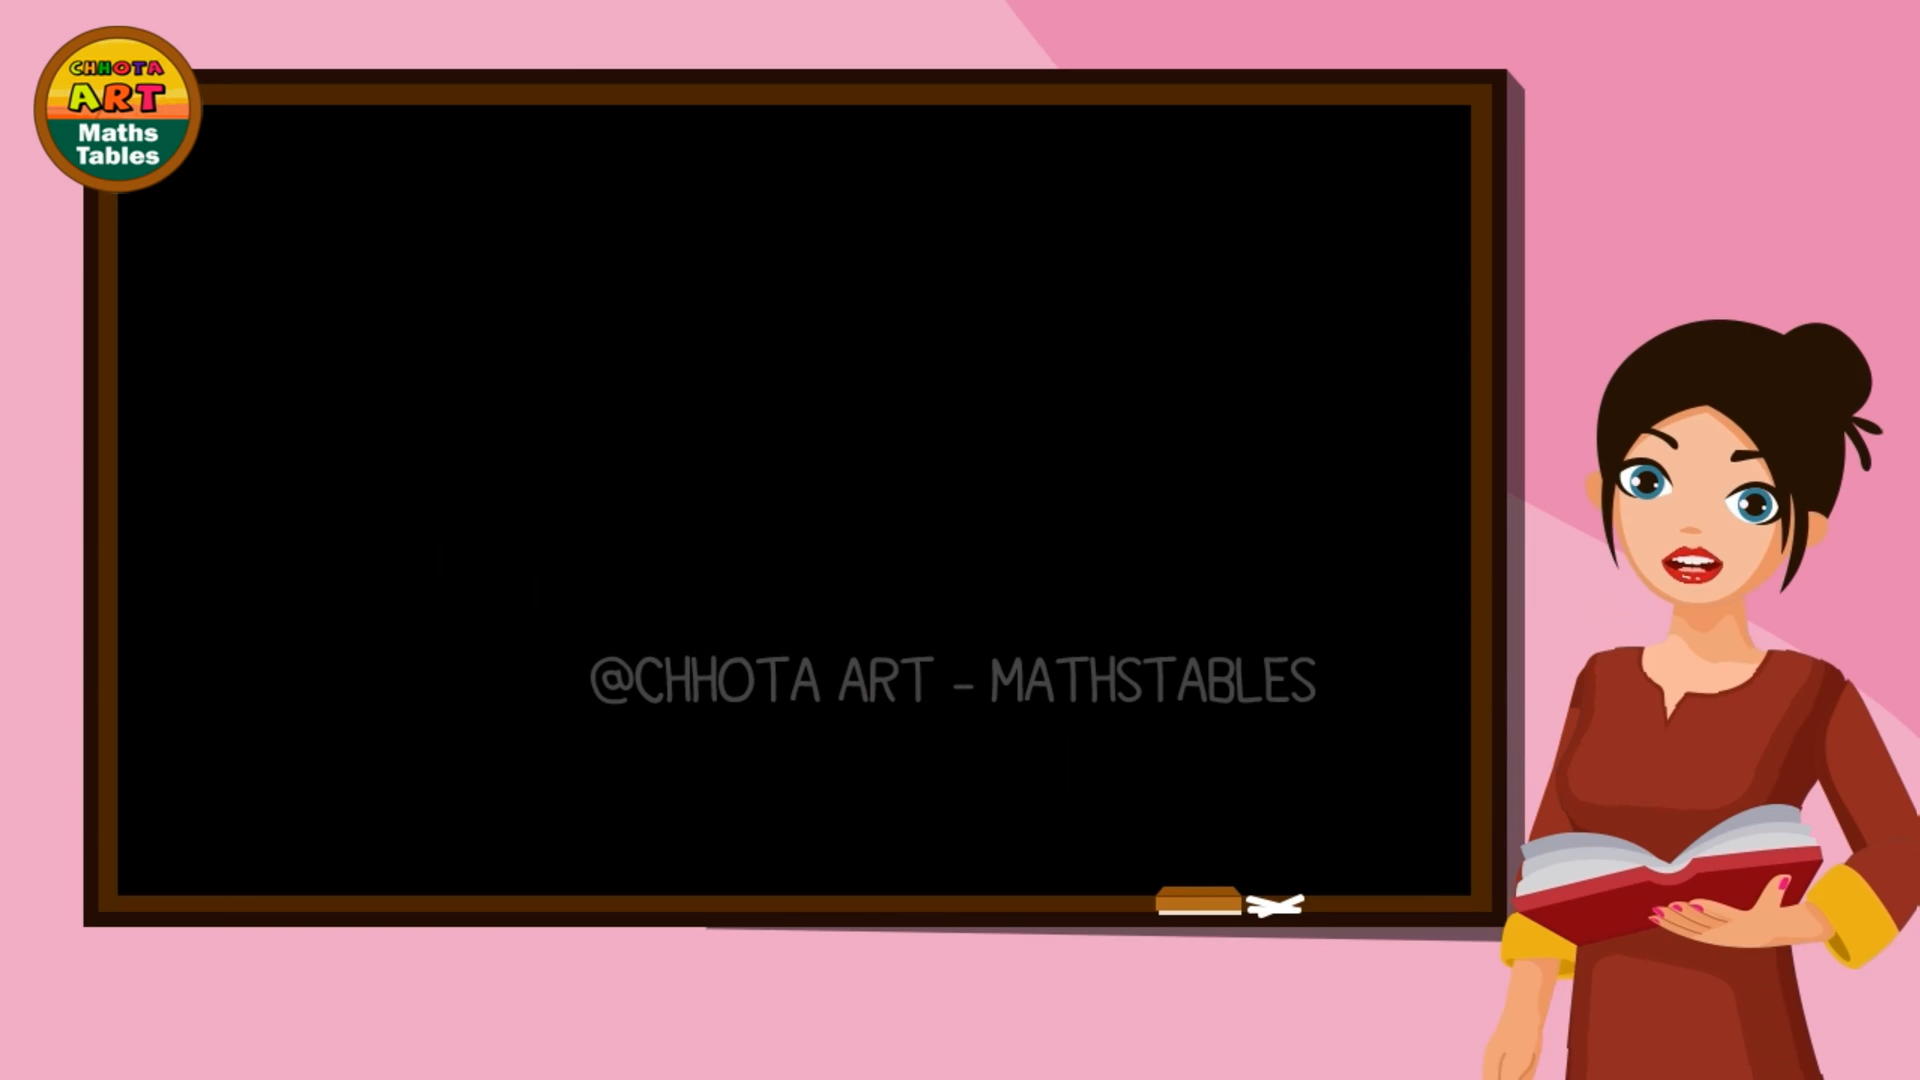 CHHOTA
ART
Maths
Tables
@CHHOTA ART - MATHSTABLES